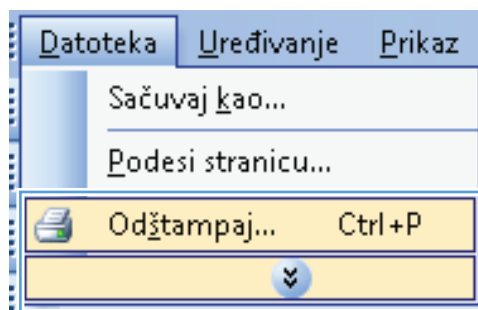 Datoteka Uređivanje Prikaz
Sačuvaj kao...
Podesi stranicu...
Odštampaj... Ctrl+P